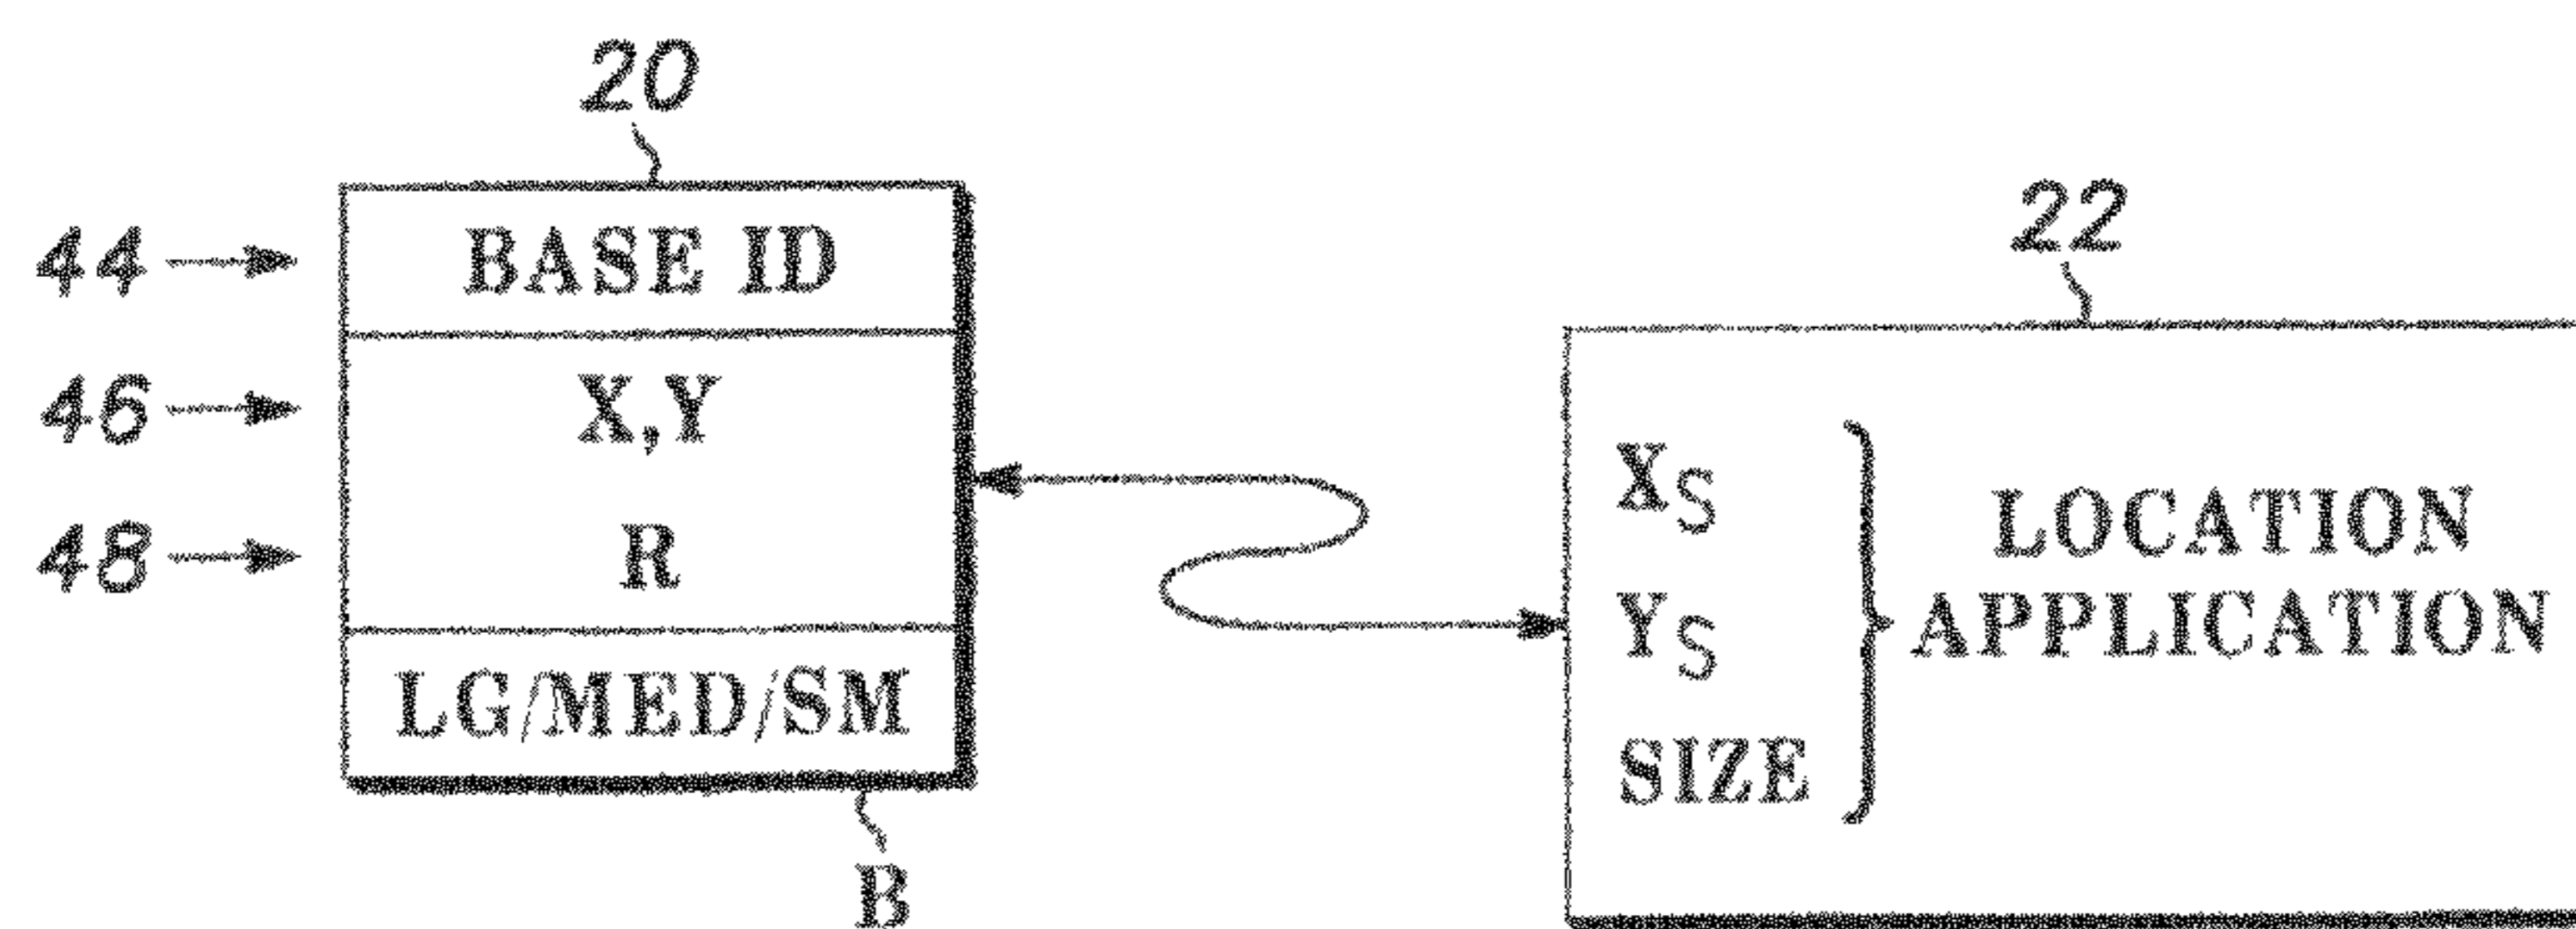 20
44 BASE ID
46 X,Y
48 R
LG/MED/SM
B
22
XS
YS
SIZE
LOCATION
APPLICATION